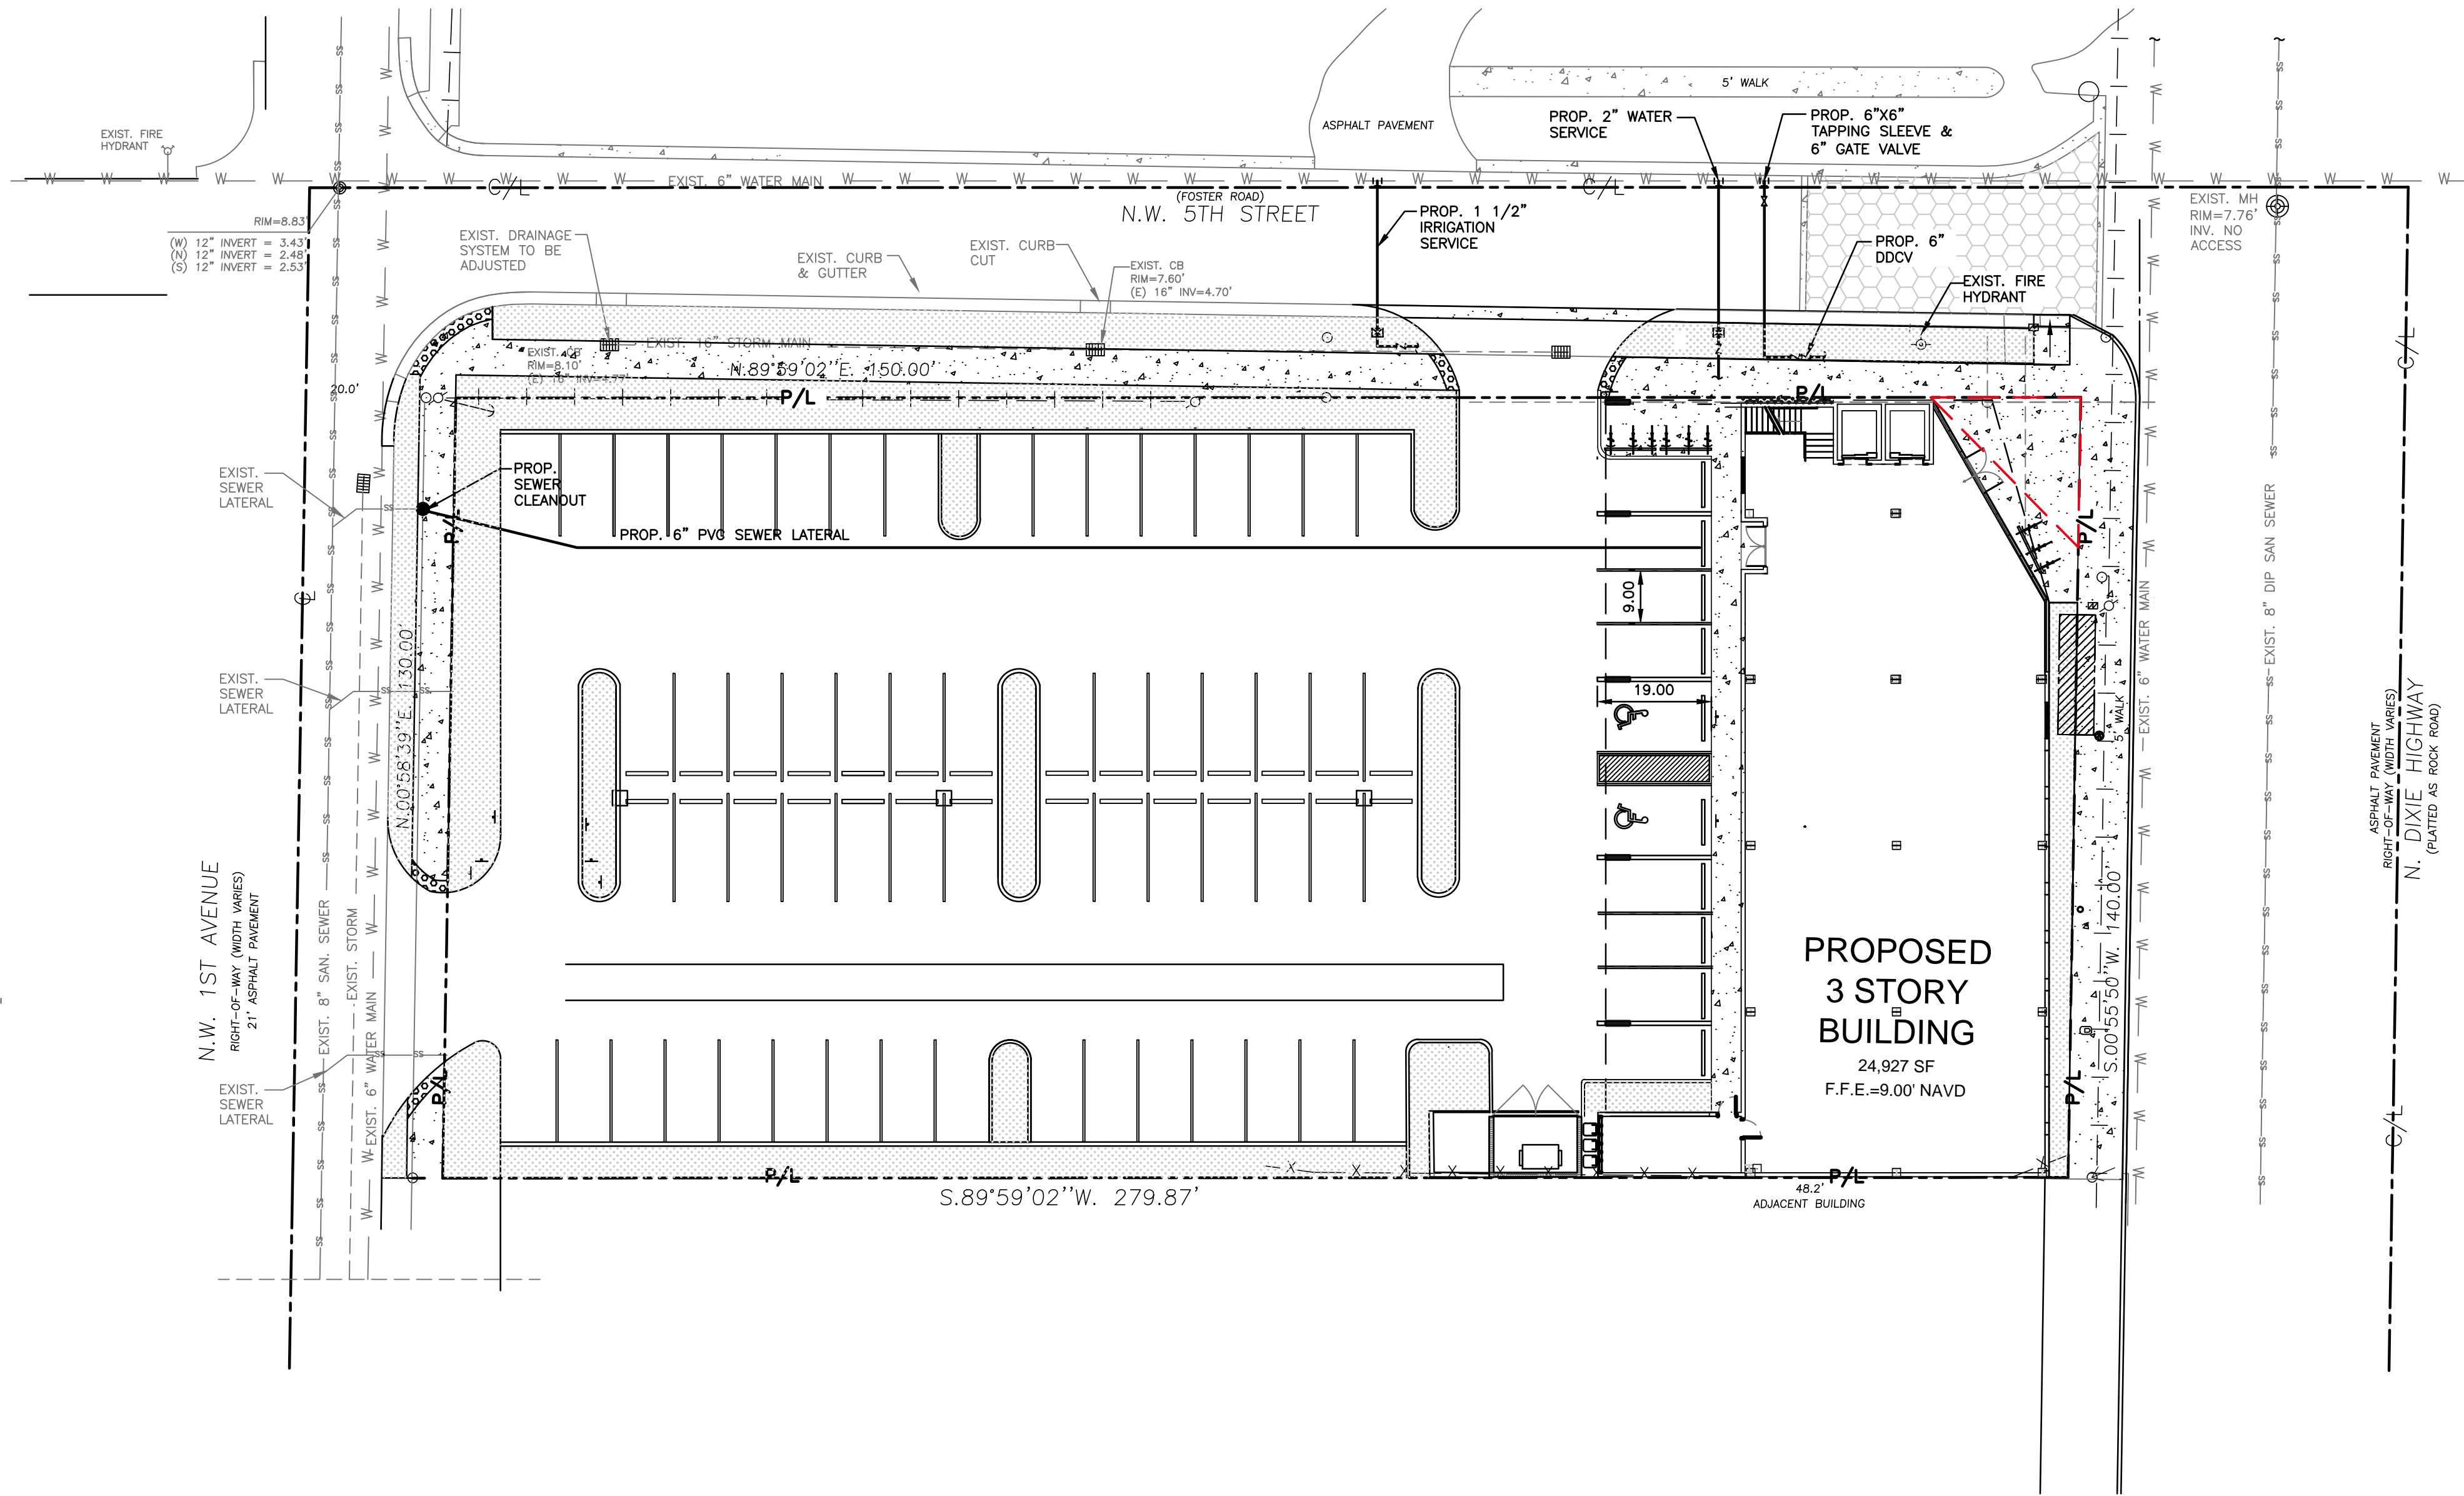 5' WALK
ASPHALT PAVEMENT
PROP. 2" WATER
SERVICE
PROP. 6"X6"
TAPPING SLEEVE &
6" GATE VALVE
EXIST. FIRE
HYDRANT
C/L
EXIST. 6" WATER MAIN
(FOSTER ROAD)
N.W. 5TH STREET
C/L
RIM=8.83'
(W) 12" INVERT = 3.43'
(N) 12" INVERT = 2.48'
(S) 12" INVERT = 2.53'
EXIST. DRAINAGE
SYSTEM TO BE
ADJUSTED
EXIST. CURB
& GUTTER
EXIST. CURB
CUT
EXIST. CB
RIM=7.60'
(E) 16" INV=4.70'
PROP. 1 1/2"
IRRIGATION
SERVICE
PROP. 6"
DDCV
EXIST. FIRE
HYDRANT
EXIST. MH
RIM=7.76'
INV. NO
ACCESS
EXIST. 16" STORM MAIN
EXIST. CB
RIM=8.10'
(E) 16" INV=4.77'
N.89°59'02"E. 150.00'
20.0'
P/L
P/L
C/L
EXIST.
SEWER
LATERAL
PROP.
SEWER
CLEANOUT
PROP. 6" PVC SEWER LATERAL
P/L
P/L
9.00
19.00
EXIST.
SEWER
LATERAL
N.00°58'39"E. 130.00'
EXIST. 6" WATER MAIN
EXIST. 8" DIP SAN SEWER
5' WALK
ASPHALT PAVEMENT
RIGHT-OF-WAY (WIDTH VARIES)
N. DIXIE HIGHWAY
(PLATTED AS ROCK ROAD)
N.W. 1ST AVENUE
RIGHT-OF-WAY (WIDTH VARIES)
21' ASPHALT PAVEMENT
EXIST. 8" SAN. SEWER
EXIST. STORM
EXIST. 6" WATER MAIN
PROPOSED
3 STORY
BUILDING
24,927 SF
F.F.E.=9.00' NAVD
S.00°55'50"W. 140.00'
EXIST.
SEWER
LATERAL
P/L
P/L
C/L
P/L
P/L
S.89°59'02"W. 279.87'
48.2'
ADJACENT BUILDING